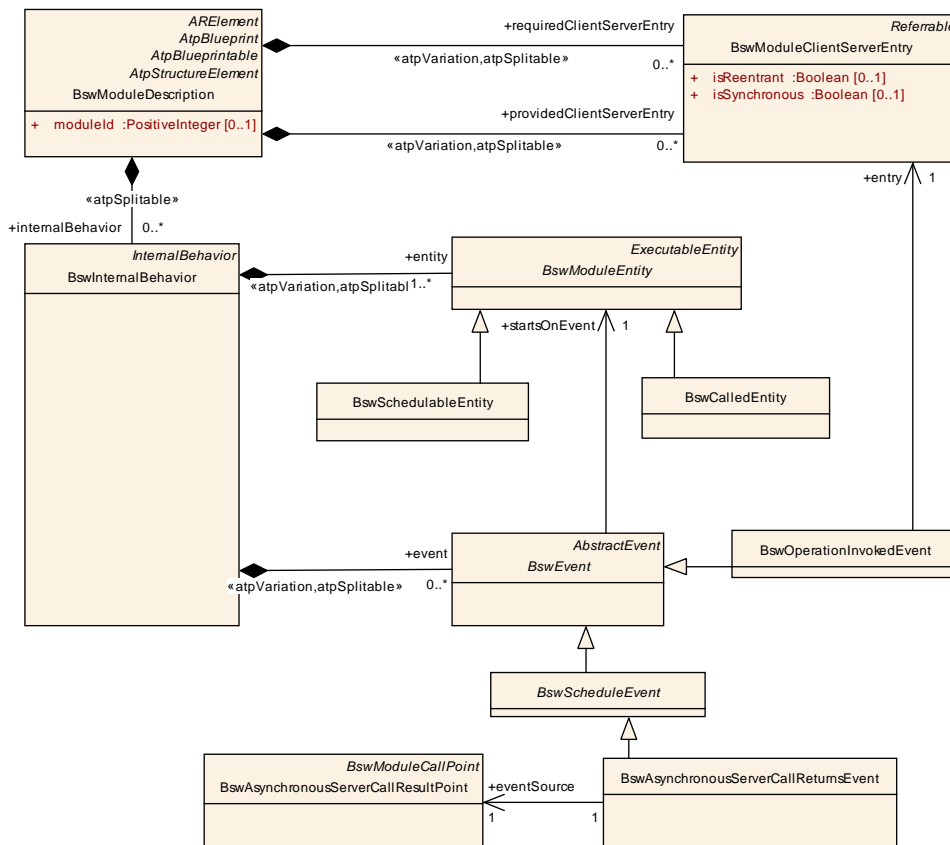 ARElement
AtpBlueprint
AtpBlueprintable
AtpStructureElement
BswModuleDescription
+ moduleId :PositiveInteger [0..1]
+requiredClientServerEntry
«atpVariation,atpSplitable»
0..*
+providedClientServerEntry
«atpVariation,atpSplitable»
0..*
Referrable
BswModuleClientServerEntry
+ isReentrant :Boolean [0..1]
+ isSynchronous :Boolean [0..1]
«atpSplitable»
+internalBehavior 0..*
+entry 1
InternalBehavior
BswInternalBehavior
+entity
«atpVariation,atpSplitabl 1..*
ExecutableEntity
BswModuleEntity
+startsOnEvent 1
BswSchedulableEntity
BswCalledEntity
+event
«atpVariation,atpSplitable»
0..*
AbstractEvent
BswEvent
BswOperationInvokedEvent
BswScheduleEvent
BswModuleCallPoint
BswAsynchronousServerCallResultPoint
+eventSource
1 1
BswAsynchronousServerCallReturnsEvent